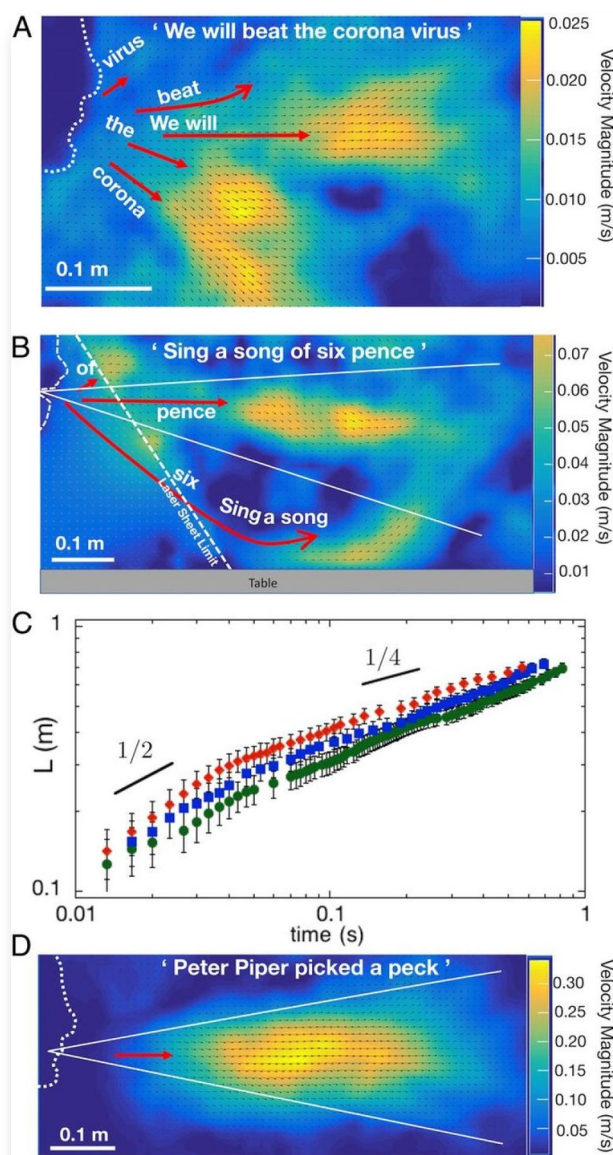 A
' We will beat the corona virus '
virus
beat
We will
the
corona
0.1 m
0.025
0.020
0.015
0.010
0.005
Velocity Magnitude (m/s)
B
' Sing a song of six pence '
of
pence
six
Sing a song
Laser Sheet Limit
0.1 m
Table
0.07
0.06
0.05
0.04
0.03
0.02
0.01
Velocity Magnitude (m/s)
C
1
1/4
1/2
L (m)
0.1
0.01
0.1
1
time (s)
D
' Peter Piper picked a peck '
0.1 m
0.30
0.25
0.20
0.15
0.10
0.05
Velocity Magnitude (m/s)